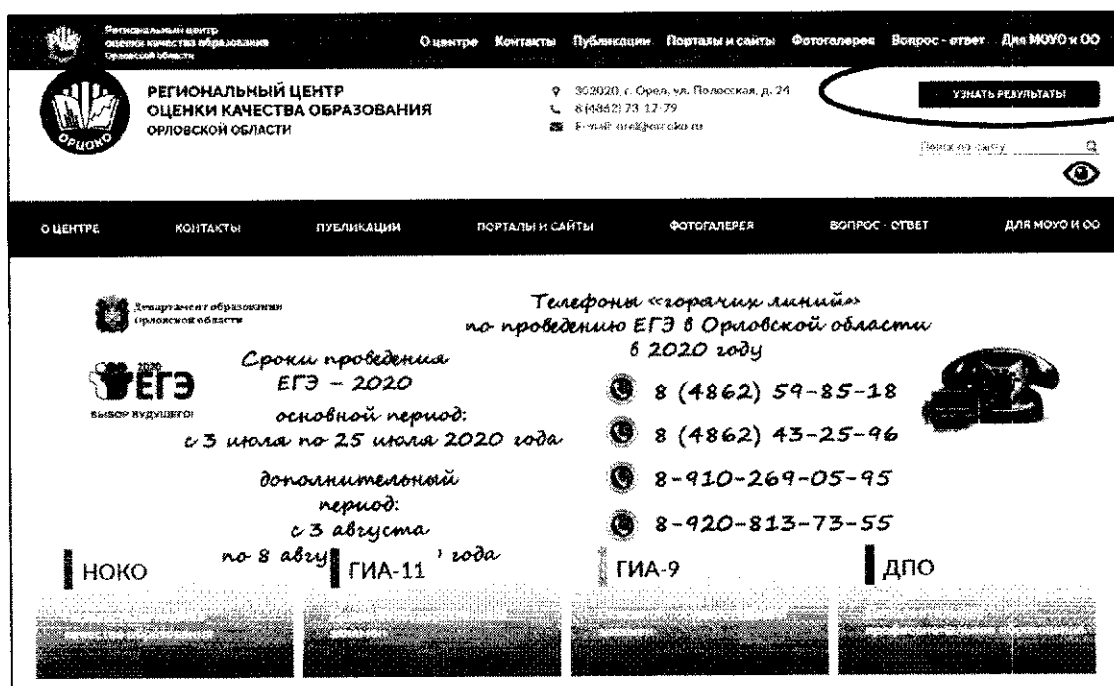 Региональный центр
оценки качества образования
Орловской области
О центре Контакты Публикации Порталы и сайты Фотогалерея Вопрос - ответ Для МОУО и ОО
ОРЦОКО
РЕГИОНАЛЬНЫЙ ЦЕНТР
ОЦЕНКИ КАЧЕСТВА ОБРАЗОВАНИЯ
ОРЛОВСКОЙ ОБЛАСТИ
302020, г. Орел, ул. Полесская, д. 24
8 (4862) 73-17-79
E-mail:
УЗНАТЬ РЕЗУЛЬТАТЫ
Поиск по сайту
О ЦЕНТРЕ КОНТАКТЫ ПУБЛИКАЦИИ ПОРТАЛЫ И САЙТЫ ФОТОГАЛЕРЕЯ ВОПРОС - ОТВЕТ ДЛЯ МОУО И ОО
Департамент образования
Орловской области
2020
ЕГЭ
ВЫБОР БУДУЩЕГО!
Сроки проведения
ЕГЭ – 2020
основной период:
с 3 июля по 25 июля 2020 года
дополнительный
период:
с 3 августа
по 8 авгу года
Телефоны «горячих линий»
по проведению ЕГЭ в Орловской области
в 2020 году
8 (4862) 59-85-18
8 (4862) 43-25-96
8-910-269-05-95
8-920-813-73-55
НОКО
ГИА-11
ГИА-9
ДПО